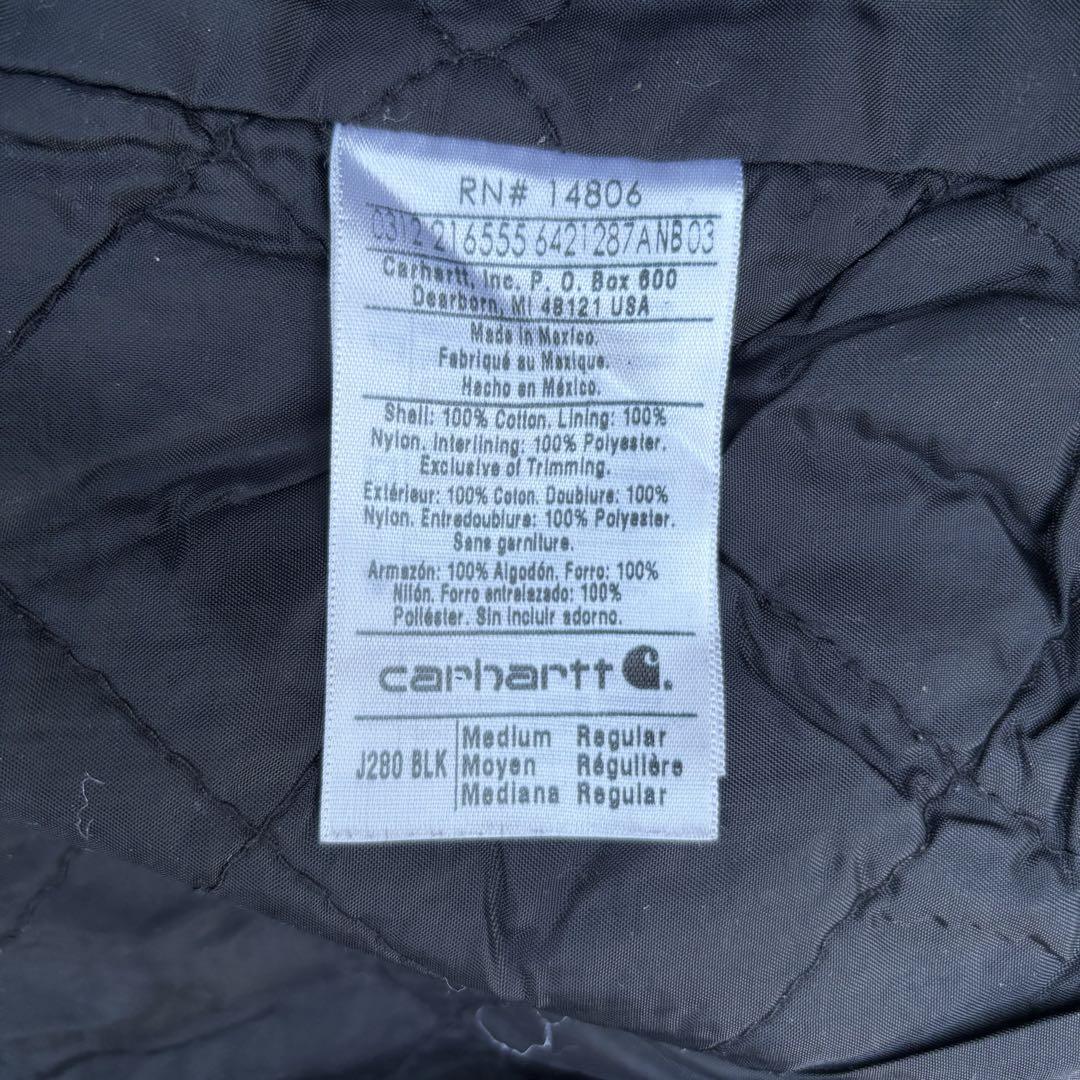 RN# 14806
0312 216555 6421287ANB 03
Carhartt, Inc. P. O. Box 600
Dearborn, MI 48121 USA
Made in Mexico.
Fabriqué au Mexique.
Hecho en México.
Shell: 100% Cotton. Lining: 100%
Nylon. Interlining: 100% Polyester.
Exclusive of Trimming.
Extérieur: 100% Coton. Doublure: 100%
Nylon. Entredoublure: 100% Polyester.
Sans garniture.
Armazón: 100% Algodón. Forro: 100%
Nilón. Forro entrelazado: 100%
Poliéster. Sin incluir adorno.
carhartt
J280 BLK
Medium Regular
Moyen Régulière
Mediana Regular